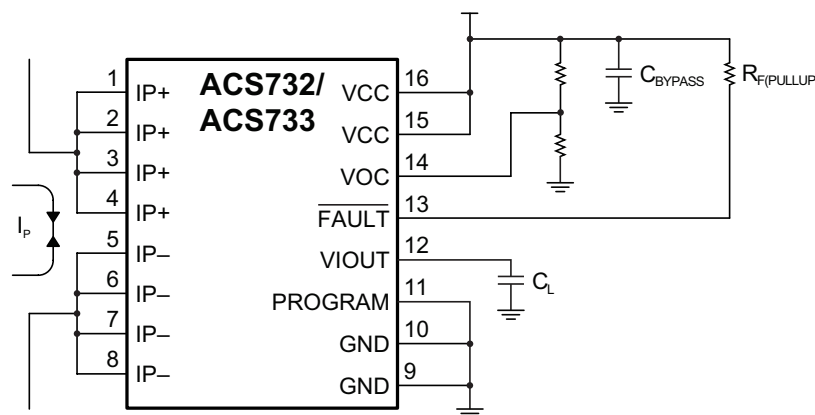 ACS732/
ACS733
1 IP+
2 IP+
3 IP+
4 IP+
5 IP–
6 IP–
7 IP–
8 IP–
I_P
VCC 16
VCC 15
VOC 14
FAULT 13
VIOUT 12
PROGRAM 11
GND 10
GND 9
C_BYPASS
R_F(PULLUP
C_L